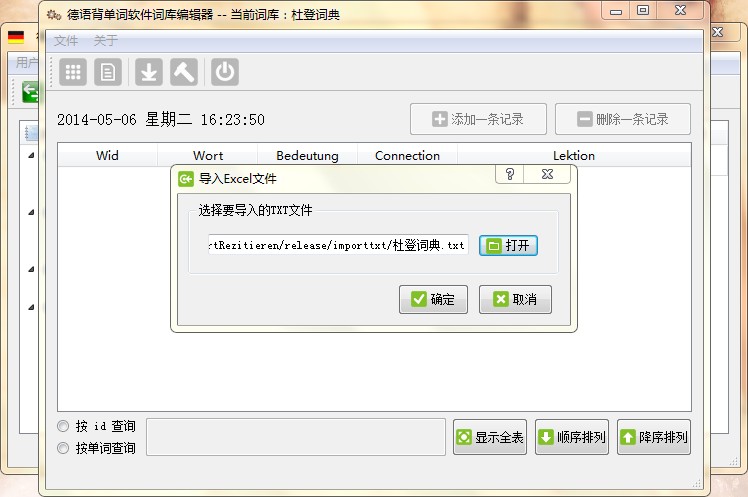 德语背单词软件词库编辑器 -- 当前词库：杜登词典
文件 关于
用户
2014-05-06 星期二 16:23:50
添加一条记录 删除一条记录
Wid Wort Bedeutung Connection Lektion
导入Excel文件
选择要导入的TXT文件
rtRezitieren/release/importtxt/杜登词典.txt 打开
确定 取消
按 id 查询
按单词查询
显示全表 顺序排列 降序排列